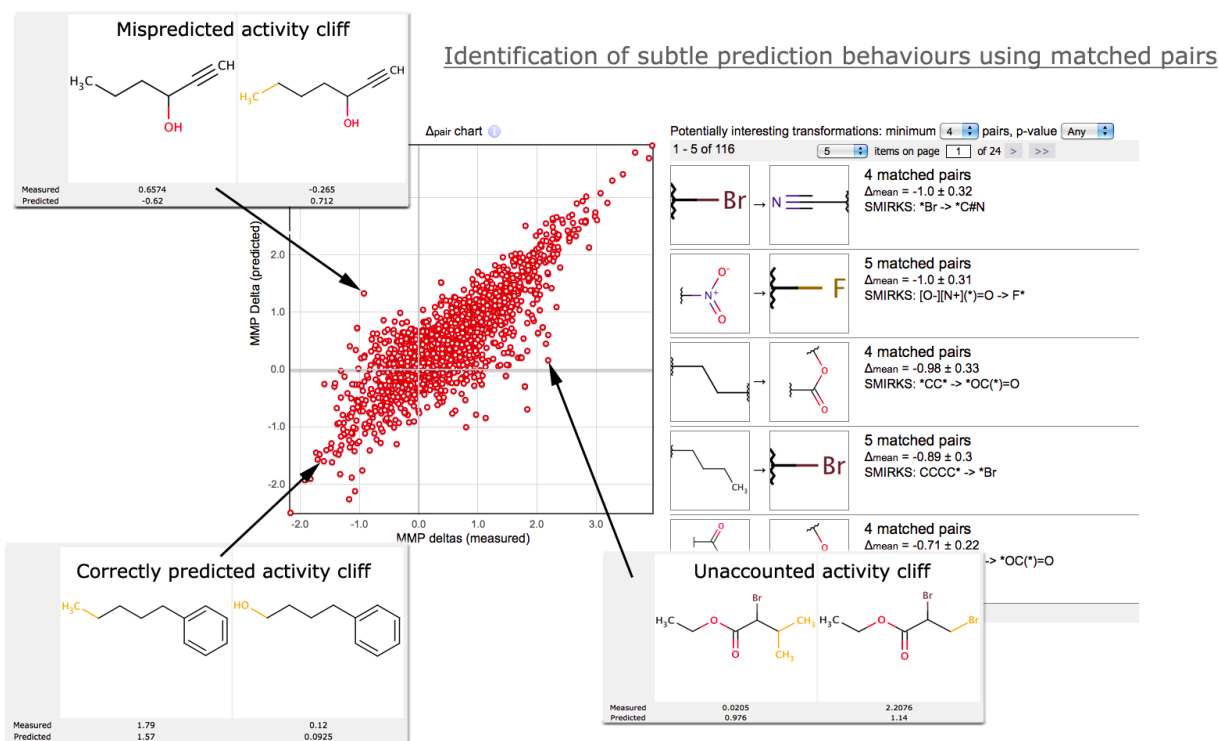 Identification of subtle prediction behaviours using matched pairs
Mispredicted activity cliff
H₃C
CH
OH
H₃C
CH
OH
Measured 0.6574 -0.265
Predicted -0.62 0.712
Δpair chart i
MMP Delta (predicted)
2.0
1.0
0.0
-1.0
-2.0
-2.0 -1.0 0.0 1.0 2.0 3.0
MMP deltas (measured)
Potentially interesting transformations: minimum 4 pairs, p-value Any
1 - 5 of 116 5 items on page 1 of 24 > >>
Br → N
4 matched pairs
Δmean = -1.0 ± 0.32
SMIRKS: *Br -> *C#N
O⁻
N⁺
O
→ F
5 matched pairs
Δmean = -1.0 ± 0.31
SMIRKS: [O-][N+](*)=O -> F*
→
O
O
4 matched pairs
Δmean = -0.98 ± 0.33
SMIRKS: *CC* -> *OC(*)=O
CH₃
→ Br
5 matched pairs
Δmean = -0.89 ± 0.3
SMIRKS: CCCC* -> *Br
O
→
O
4 matched pairs
Δmean = -0.71 ± 0.22
-> *OC(*)=O
Correctly predicted activity cliff
H₃C
HO
Measured 1.79 0.12
Predicted 1.57 0.0925
Unaccounted activity cliff
Br
H₃C
O
O
CH₃
CH₃
Br
H₃C
O
O
Br
Measured 0.0205 2.2076
Predicted 0.976 1.14